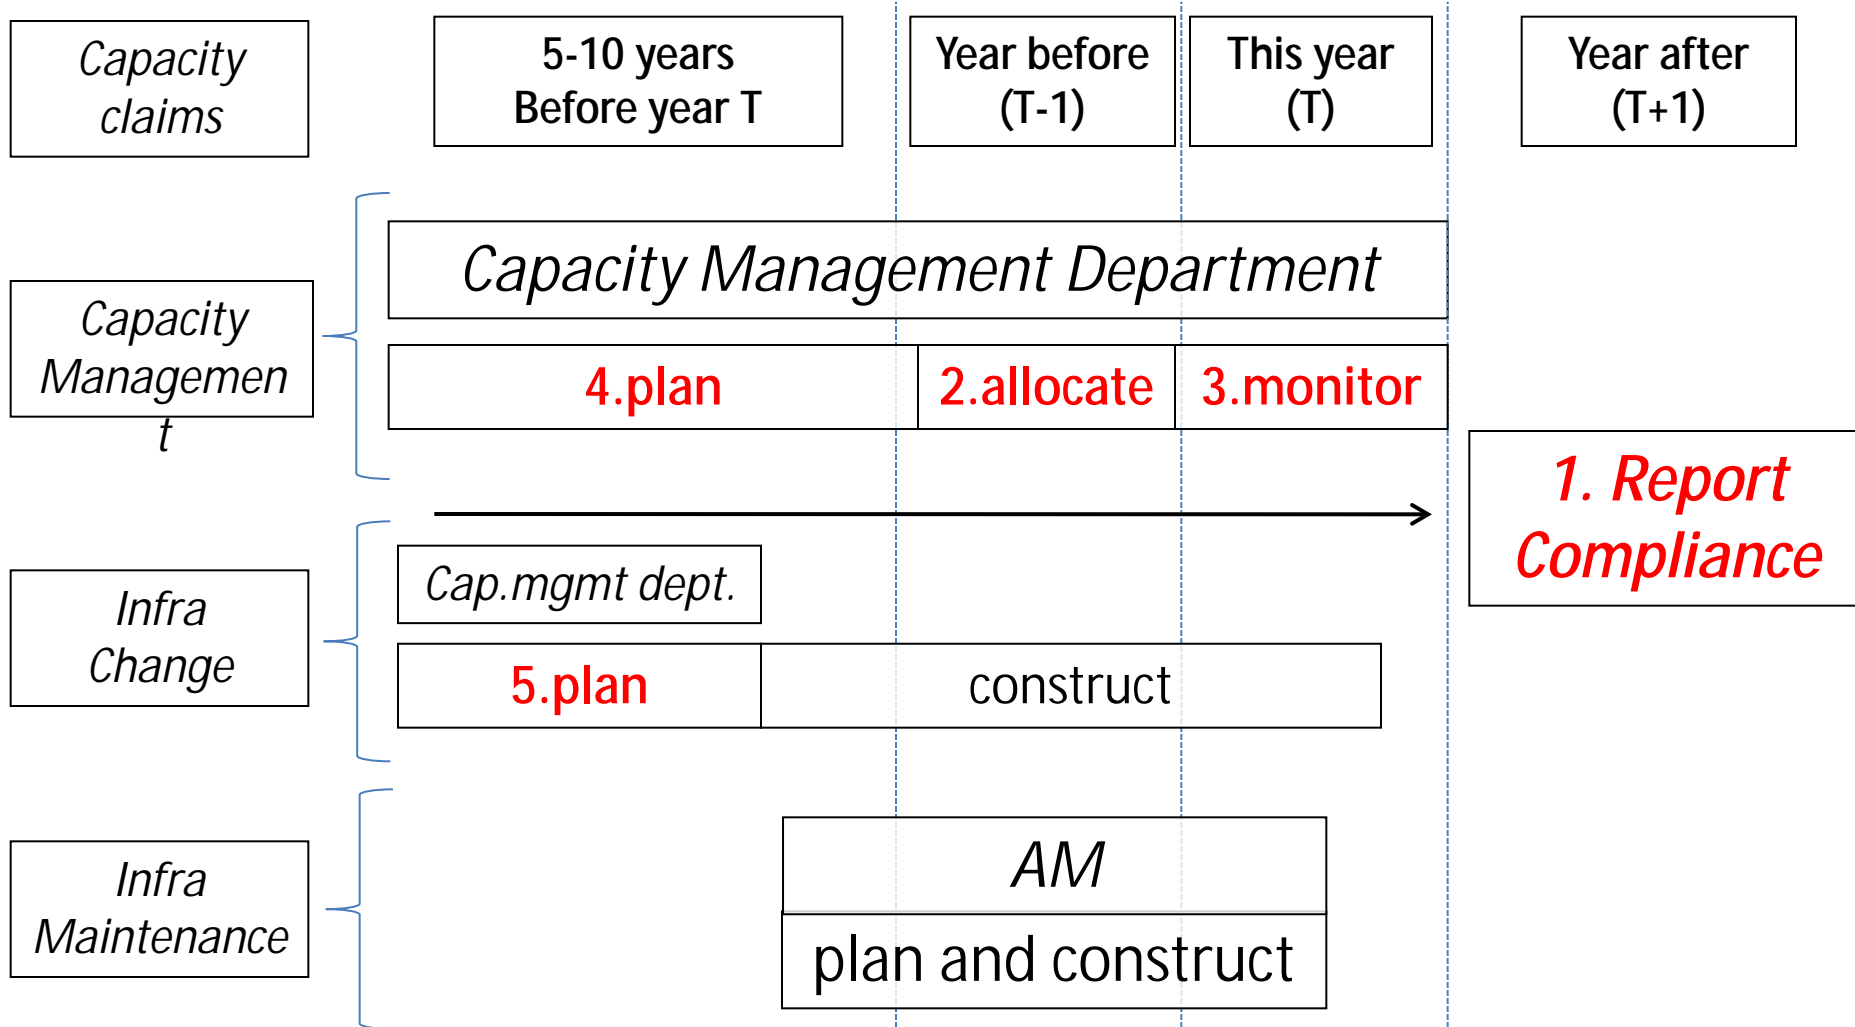 Capacity
claims
5-10 years
Before year T
Year before
(T-1)
This year
(T)
Year after
(T+1)
Capacity
Managemen
t
Capacity Management Department
4.plan
2.allocate
3.monitor
1. Report
Compliance
Infra
Change
Cap.mgmt dept.
5.plan
construct
Infra
Maintenance
AM
plan and construct